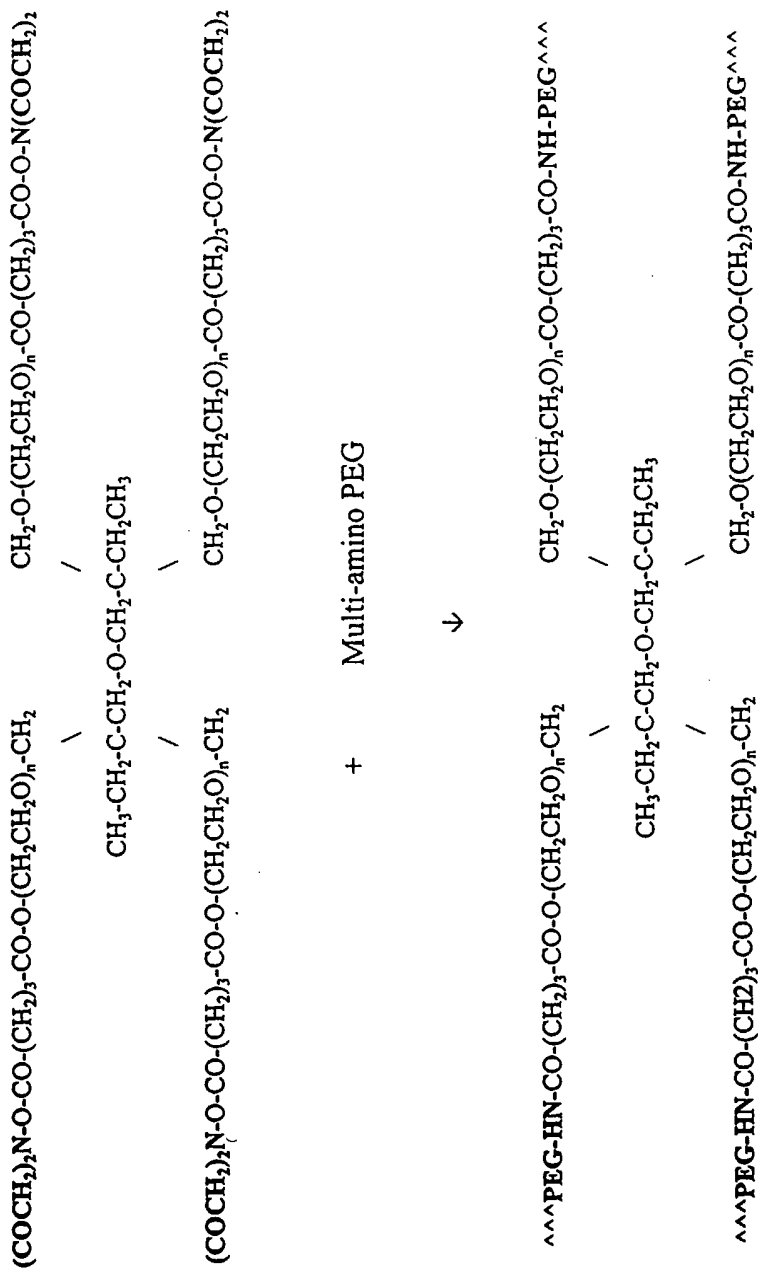 (COCH₂)₂N-O-CO-(CH₂)₃-CO-O-(CH₂CH₂O)ₙ-CH₂ CH₂-O-(CH₂CH₂O)ₙ-CO-(CH₂)₃-CO-O-N(COCH₂)₂
\ /
CH₃-CH₂-C-CH₂-O-CH₂-C-CH₂CH₃
/ \
(COCH₂)₂N-O-CO-(CH₂)₃-CO-O-(CH₂CH₂O)ₙ-CH₂ CH₂-O-(CH₂CH₂O)ₙ-CO-(CH₂)₃-CO-O-N(COCH₂)₂
+ Multi-amino PEG
↓
^^^PEG-HN-CO-(CH₂)₃-CO-O-(CH₂CH₂O)ₙ-CH₂ CH₂-O-(CH₂CH₂O)ₙ-CO-(CH₂)₃-CO-NH-PEG^^^
\ /
CH₃-CH₂-C-CH₂-O-CH₂-C-CH₂CH₃
/ \
^^^PEG-HN-CO-(CH2)₃-CO-O-(CH₂CH₂O)ₙ-CH₂ CH₂-O(CH₂CH₂O)ₙ-CO-(CH₂)₃CO-NH-PEG^^^